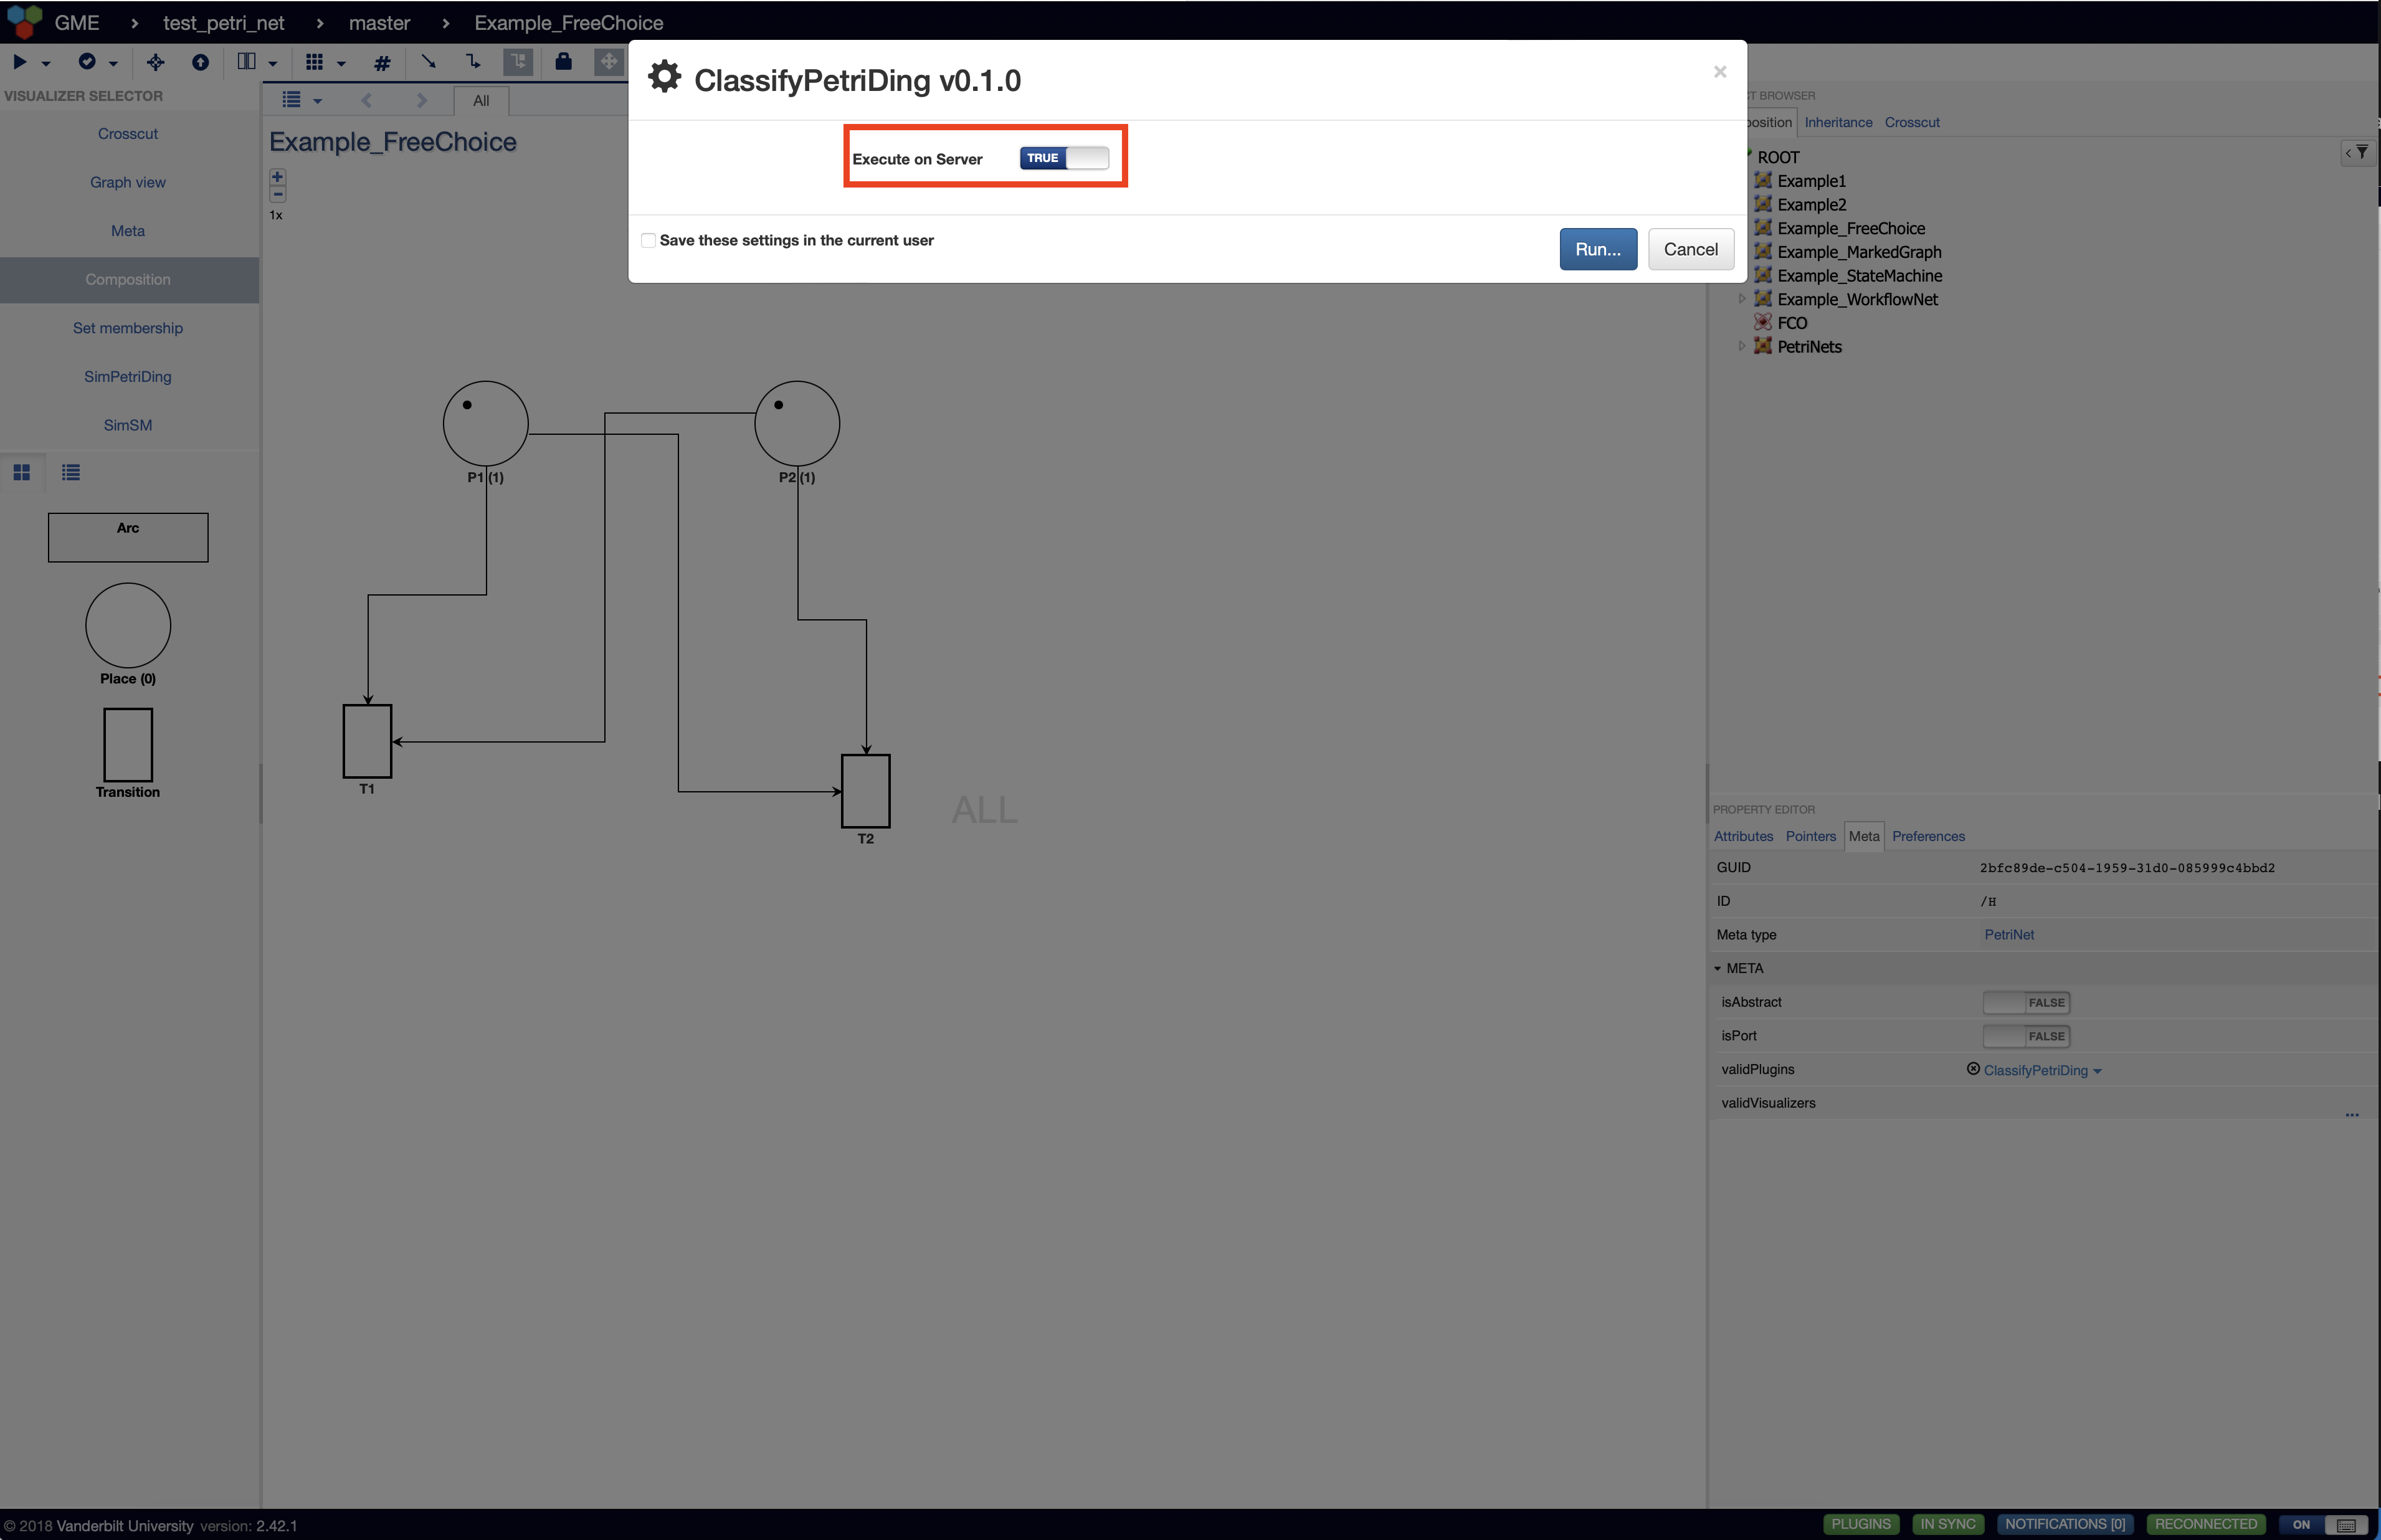 GME › test_petri_net › master › Example_FreeChoice
ClassifyPetriDing v0.1.0
×
Execute on Server TRUE
Save these settings in the current user
Run... Cancel
VISUALIZER SELECTOR
Crosscut
Graph view
Meta
Composition
Set membership
SimPetriDing
SimSM
Arc
Place (0)
Transition
All
Example_FreeChoice
1x
P1 (1)
P2 (1)
T1
T2
ALL
CT BROWSER
position Inheritance Crosscut
ROOT
Example1
Example2
Example_FreeChoice
Example_MarkedGraph
Example_StateMachine
Example_WorkflowNet
FCO
PetriNets
PROPERTY EDITOR
Attributes Pointers Meta Preferences
GUID 2bfc89de-c504-1959-31d0-085999c4bbd2
ID /H
Meta type PetriNet
META
isAbstract FALSE
isPort FALSE
validPlugins ClassifyPetriDing
validVisualizers ...
© 2018 Vanderbilt University version: 2.42.1
PLUGINS IN SYNC NOTIFICATIONS [0] RECONNECTED ON